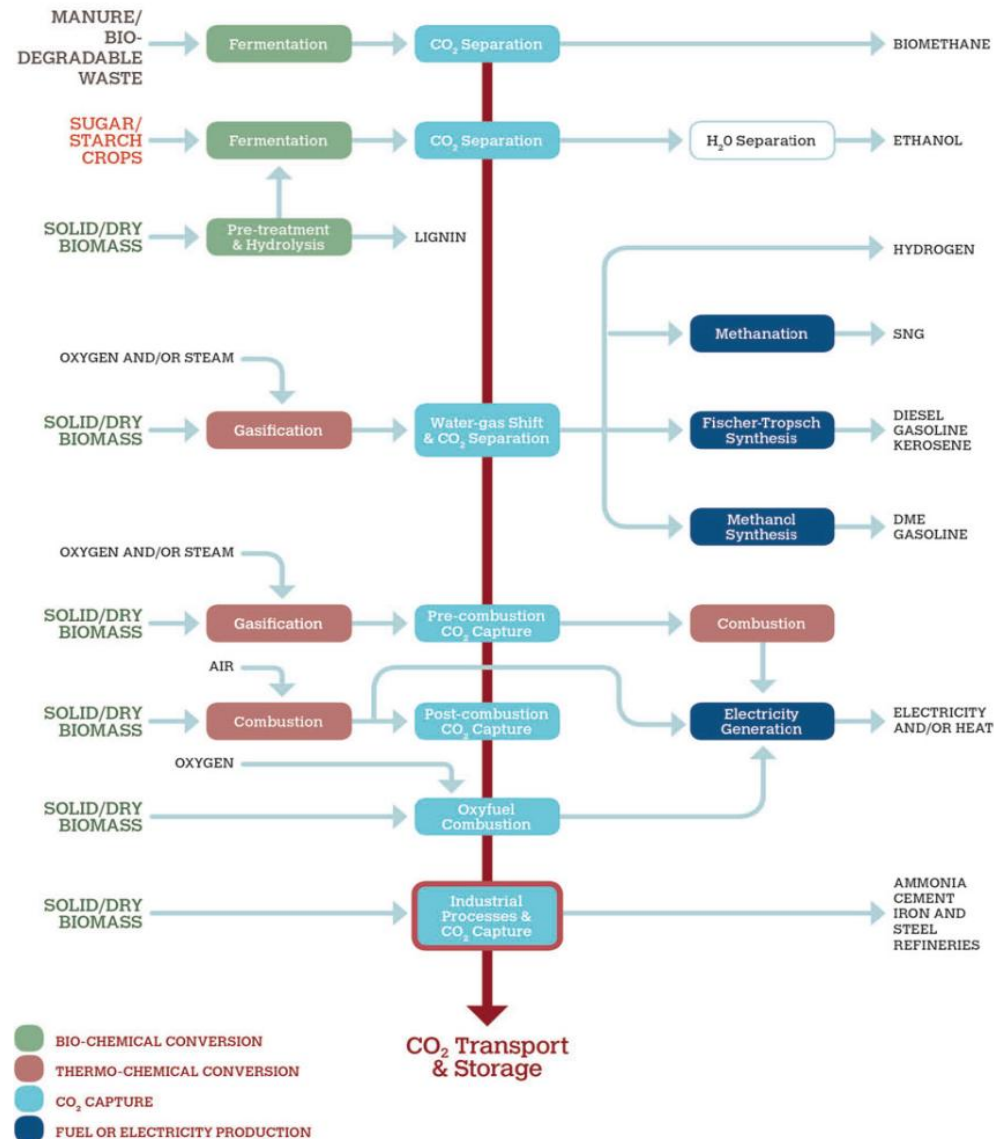 MANURE/
BIO-
DEGRADABLE
WASTE
Fermentation
CO₂ Separation
BIOMETHANE
SUGAR/
STARCH
CROPS
Fermentation
CO₂ Separation
H₂O Separation
ETHANOL
SOLID/DRY
BIOMASS
Pre-treatment
& Hydrolysis
LIGNIN
HYDROGEN
Methanation
SNG
OXYGEN AND/OR STEAM
SOLID/DRY
BIOMASS
Gasification
Water-gas Shift
& CO₂ Separation
Fischer-Tropsch
Synthesis
DIESEL
GASOLINE
KEROSENE
Methanol
Synthesis
DME
GASOLINE
OXYGEN AND/OR STEAM
SOLID/DRY
BIOMASS
Gasification
Pre-combustion
CO₂ Capture
Combustion
AIR
SOLID/DRY
BIOMASS
Combustion
Post-combustion
CO₂ Capture
Electricity
Generation
ELECTRICITY
AND/OR HEAT
OXYGEN
SOLID/DRY
BIOMASS
Oxyfuel
Combustion
SOLID/DRY
BIOMASS
Industrial
Processes &
CO₂ Capture
AMMONIA
CEMENT
IRON AND
STEEL
REFINERIES
CO₂ Transport
& Storage
BIO-CHEMICAL CONVERSION
THERMO-CHEMICAL CONVERSION
CO₂ CAPTURE
FUEL OR ELECTRICITY PRODUCTION